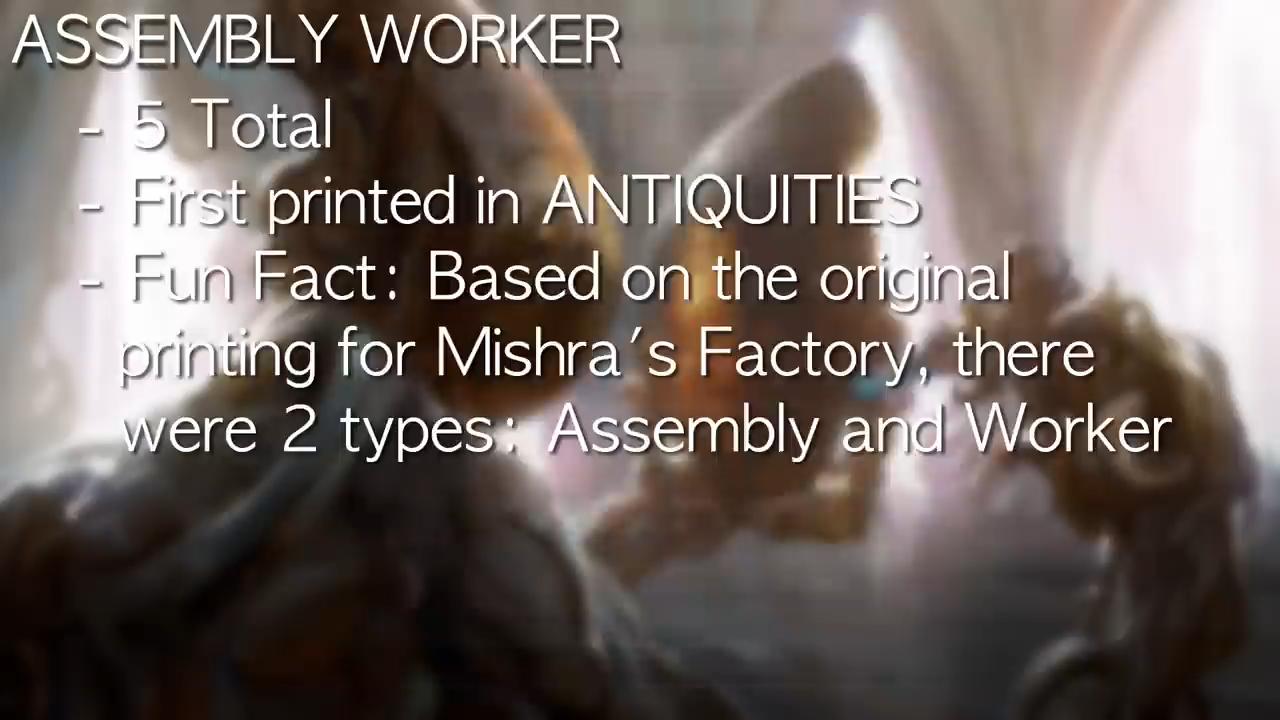 ASSEMBLY WORKER
- 5 Total
- First printed in ANTIQUITIES
- Fun Fact: Based on the original
printing for Mishra's Factory, there
were 2 types: Assembly and Worker